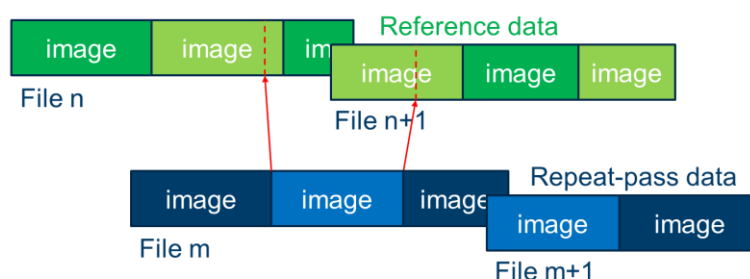 Reference data
image image im
image image image
File n
File n+1
Repeat-pass data
image image image
image image
File m
File m+1